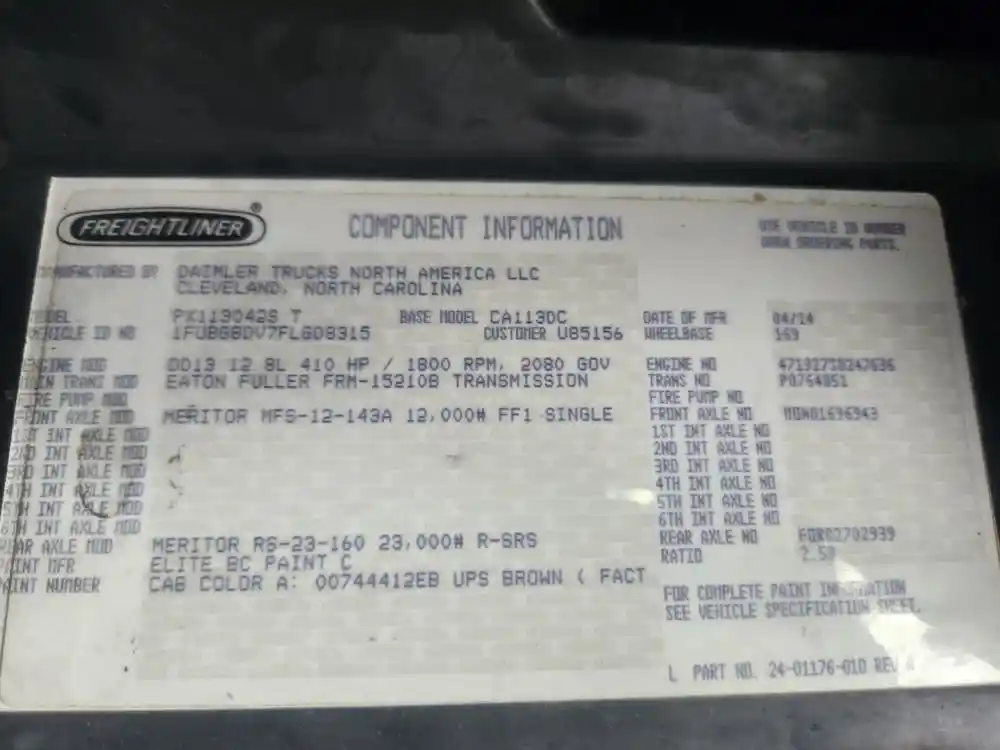 FREIGHTLINER ®
COMPONENT INFORMATION
USE VEHICLE ID NUMBER
WHEN ORDERING PARTS.
MANUFACTURED BY DAIMLER TRUCKS NORTH AMERICA LLC
CLEVELAND, NORTH CAROLINA
MODEL PX113042S T BASE MODEL CA113DC DATE OF MFR 04/14
VEHICLE ID NO 1FUBGBDV7FLGD8315 CUSTOMER U85156 WHEELBASE 169
ENGINE MOD DD13 12.8L 410 HP / 1800 RPM, 2080 GOV ENGINE NO
MAIN TRANS MOD EATON FULLER FRM-15210B TRANSMISSION TRANS NO
FIRE PUMP MOD FIRE PUMP NO
FRONT AXLE MOD MERITOR MFS-12-143A 12,000# FF1 SINGLE FRONT AXLE NO
1ST INT AXLE MOD 1ST INT AXLE NO
2ND INT AXLE MOD 2ND INT AXLE NO
3RD INT AXLE MOD 3RD INT AXLE NO
4TH INT AXLE MOD 4TH INT AXLE NO
5TH INT AXLE MOD 5TH INT AXLE NO
6TH INT AXLE MOD 6TH INT AXLE NO
REAR AXLE MOD MERITOR RS-23-160 23,000# R-SRS REAR AXLE NO
PAINT MFR ELITE BC PAINT C RATIO
PAINT NUMBER CAB COLOR A: 00744412EB UPS BROWN ( FACT
FOR COMPLETE PAINT INFORMATION
SEE VEHICLE SPECIFICATION SHEET.
L PART NO. 24-01176-010 REV